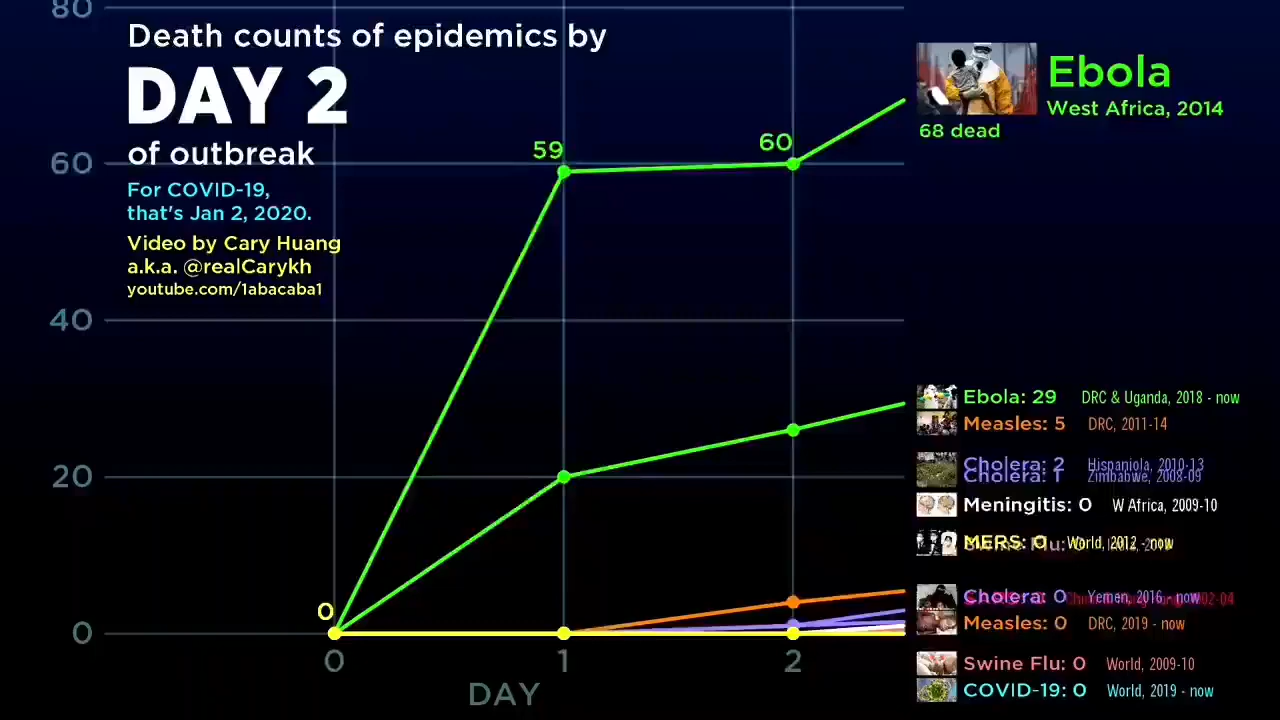 80
Death counts of epidemics by
DAY 2
of outbreak
For COVID-19,
that's Jan 2, 2020.
Video by Cary Huang
a.k.a. @realCarykh
youtube.com/1abacaba1
60
40
20
0
59
60
0
0
1
2
DAY
Ebola
West Africa, 2014
68 dead
Ebola: 29 DRC & Uganda, 2018 - now
Measles: 5 DRC, 2011-14
Cholera: 2 Hispaniola, 2010-13
Cholera: 1 Zimbabwe, 2008-09
Meningitis: 0 W Africa, 2009-10
MERS: 0 World, 2012 - now
Swine Flu: 0
Cholera: 0 Yemen, 2016 - now
Measles: 0 DRC, 2019 - now
Swine Flu: 0 World, 2009-10
COVID-19: 0 World, 2019 - now